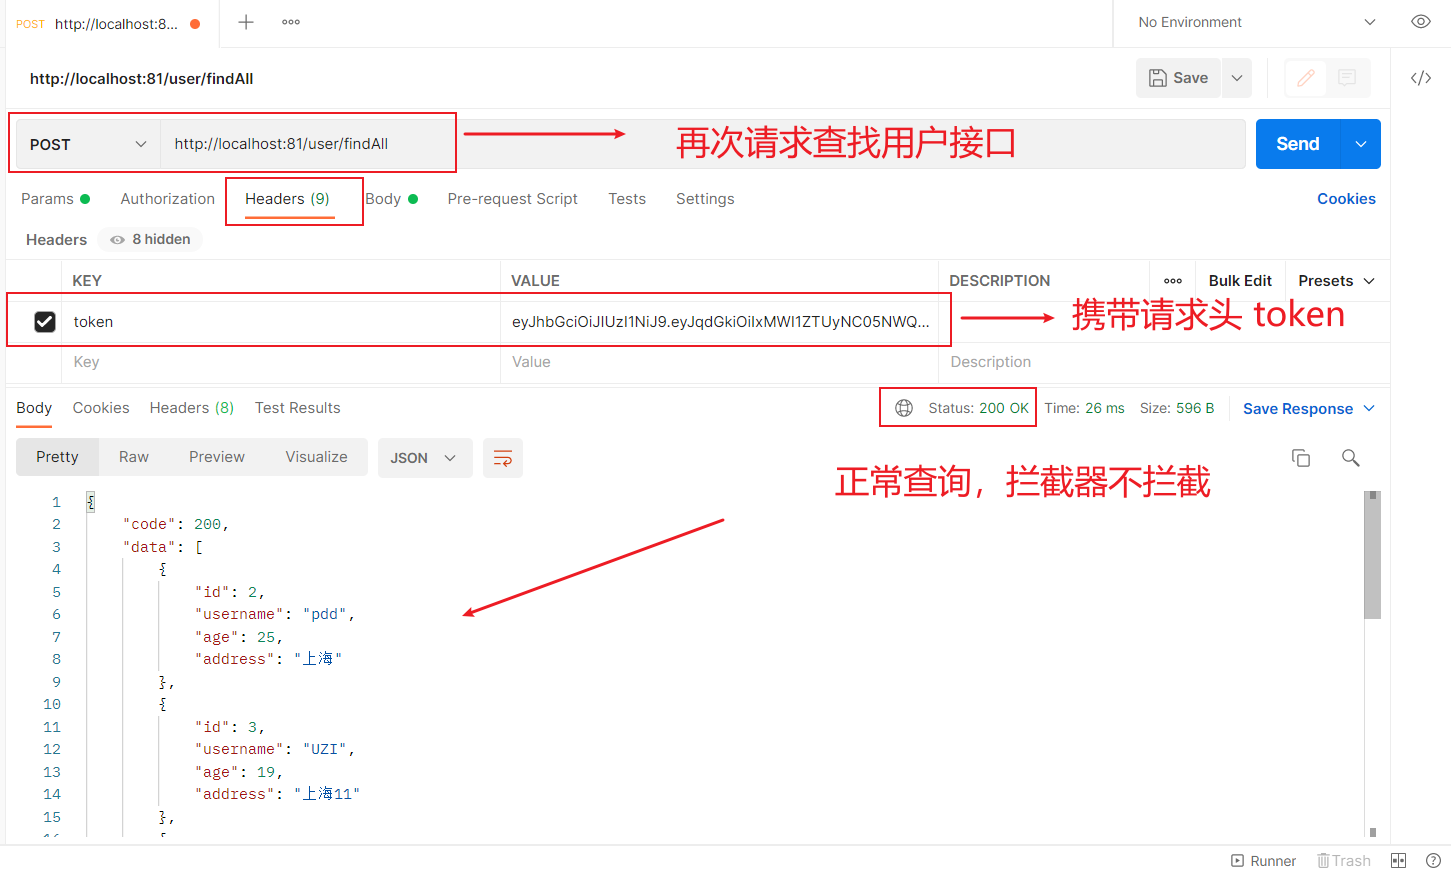 POST http://localhost:8... No Environment
http://localhost:81/user/findAll Save
POST http://localhost:81/user/findAll 再次请求查找用户接口 Send
Params Authorization Headers (9) Body Pre-request Script Tests Settings Cookies
Headers 8 hidden
KEY VALUE DESCRIPTION Bulk Edit Presets
token eyJhbGciOiJIUzI1NiJ9.eyJqdGkiOiIxMWI1ZTUyNC05NWQ... 携带请求头 token
Key Value Description
Body Cookies Headers (8) Test Results Status: 200 OK Time: 26 ms Size: 596 B Save Response
Pretty Raw Preview Visualize JSON
正常查询，拦截器不拦截
1 {
2 "code": 200,
3 "data": [
4 {
5 "id": 2,
6 "username": "pdd",
7 "age": 25,
8 "address": "上海"
9 },
10 {
11 "id": 3,
12 "username": "UZI",
13 "age": 19,
14 "address": "上海11"
15 },
Runner Trash